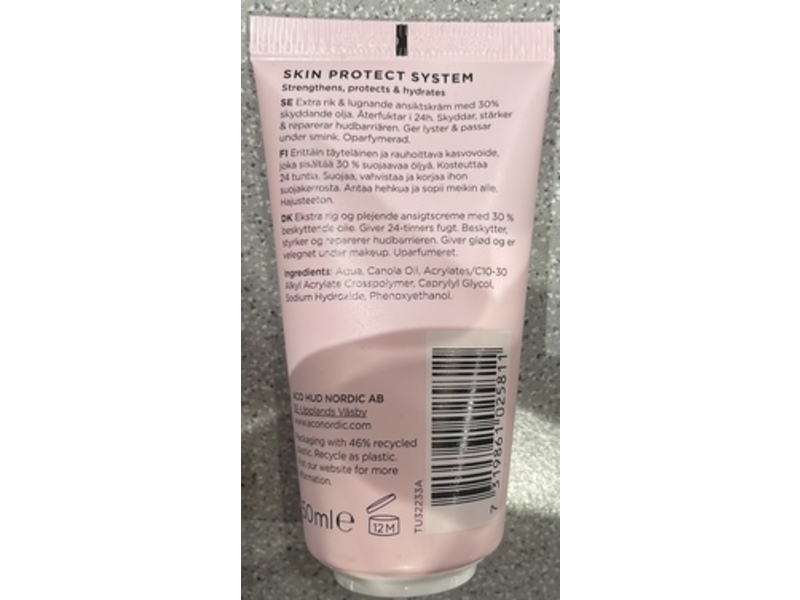 SKIN PROTECT SYSTEM
Strengthens, protects & hydrates
SE Extra rik & lugnande ansiktskräm med 30%
skyddande olja. Återfuktar i 24h. Skyddar, stärker
& reparerar hudbarriären. Ger lyster & passar
under smink. Oparfymerad.
FI Erittäin täyteläinen ja rauhoittava kasvovoide,
joka sisältää 30 % suojaavaa öljyä. Kosteuttaa
24 tuntia. Suojaa, vahvistaa ja korjaa ihon
suojakerrosta. Antaa hehkua ja sopii meikin alle.
Hajusteeton.
DK Ekstra rig og plejende ansigtscreme med 30 %
beskyttende olie. Giver 24-timers fugt. Beskytter,
styrker og reparerer hudbarrieren. Giver glød og er
velegnet under makeup. Uparfumeret.
Ingredients: Aqua, Canola Oil, Acrylates/C10-30
Alkyl Acrylate Crosspolymer, Caprylyl Glycol,
Sodium Hydroxide, Phenoxyethanol.
ACO HUD NORDIC AB
SE-Upplands Väsby
www.aconordic.com
Packaging with 46% recycled
plastic. Recycle as plastic.
Visit our website for more
information.
50ml e
12M
TU32233A
7 319861 025811